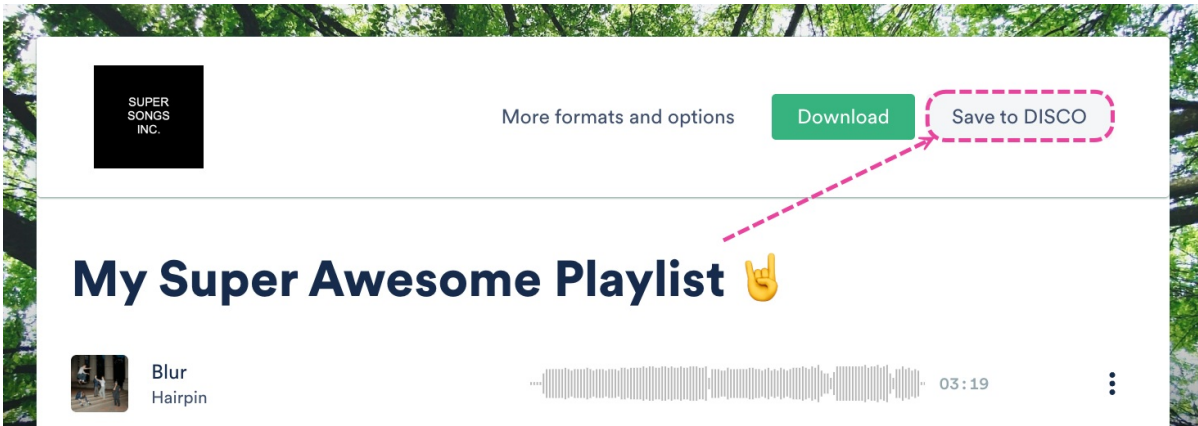 SUPER
SONGS
INC.
More formats and options
Download
Save to DISCO
My Super Awesome Playlist 🤘
Blur
Hairpin
03:19